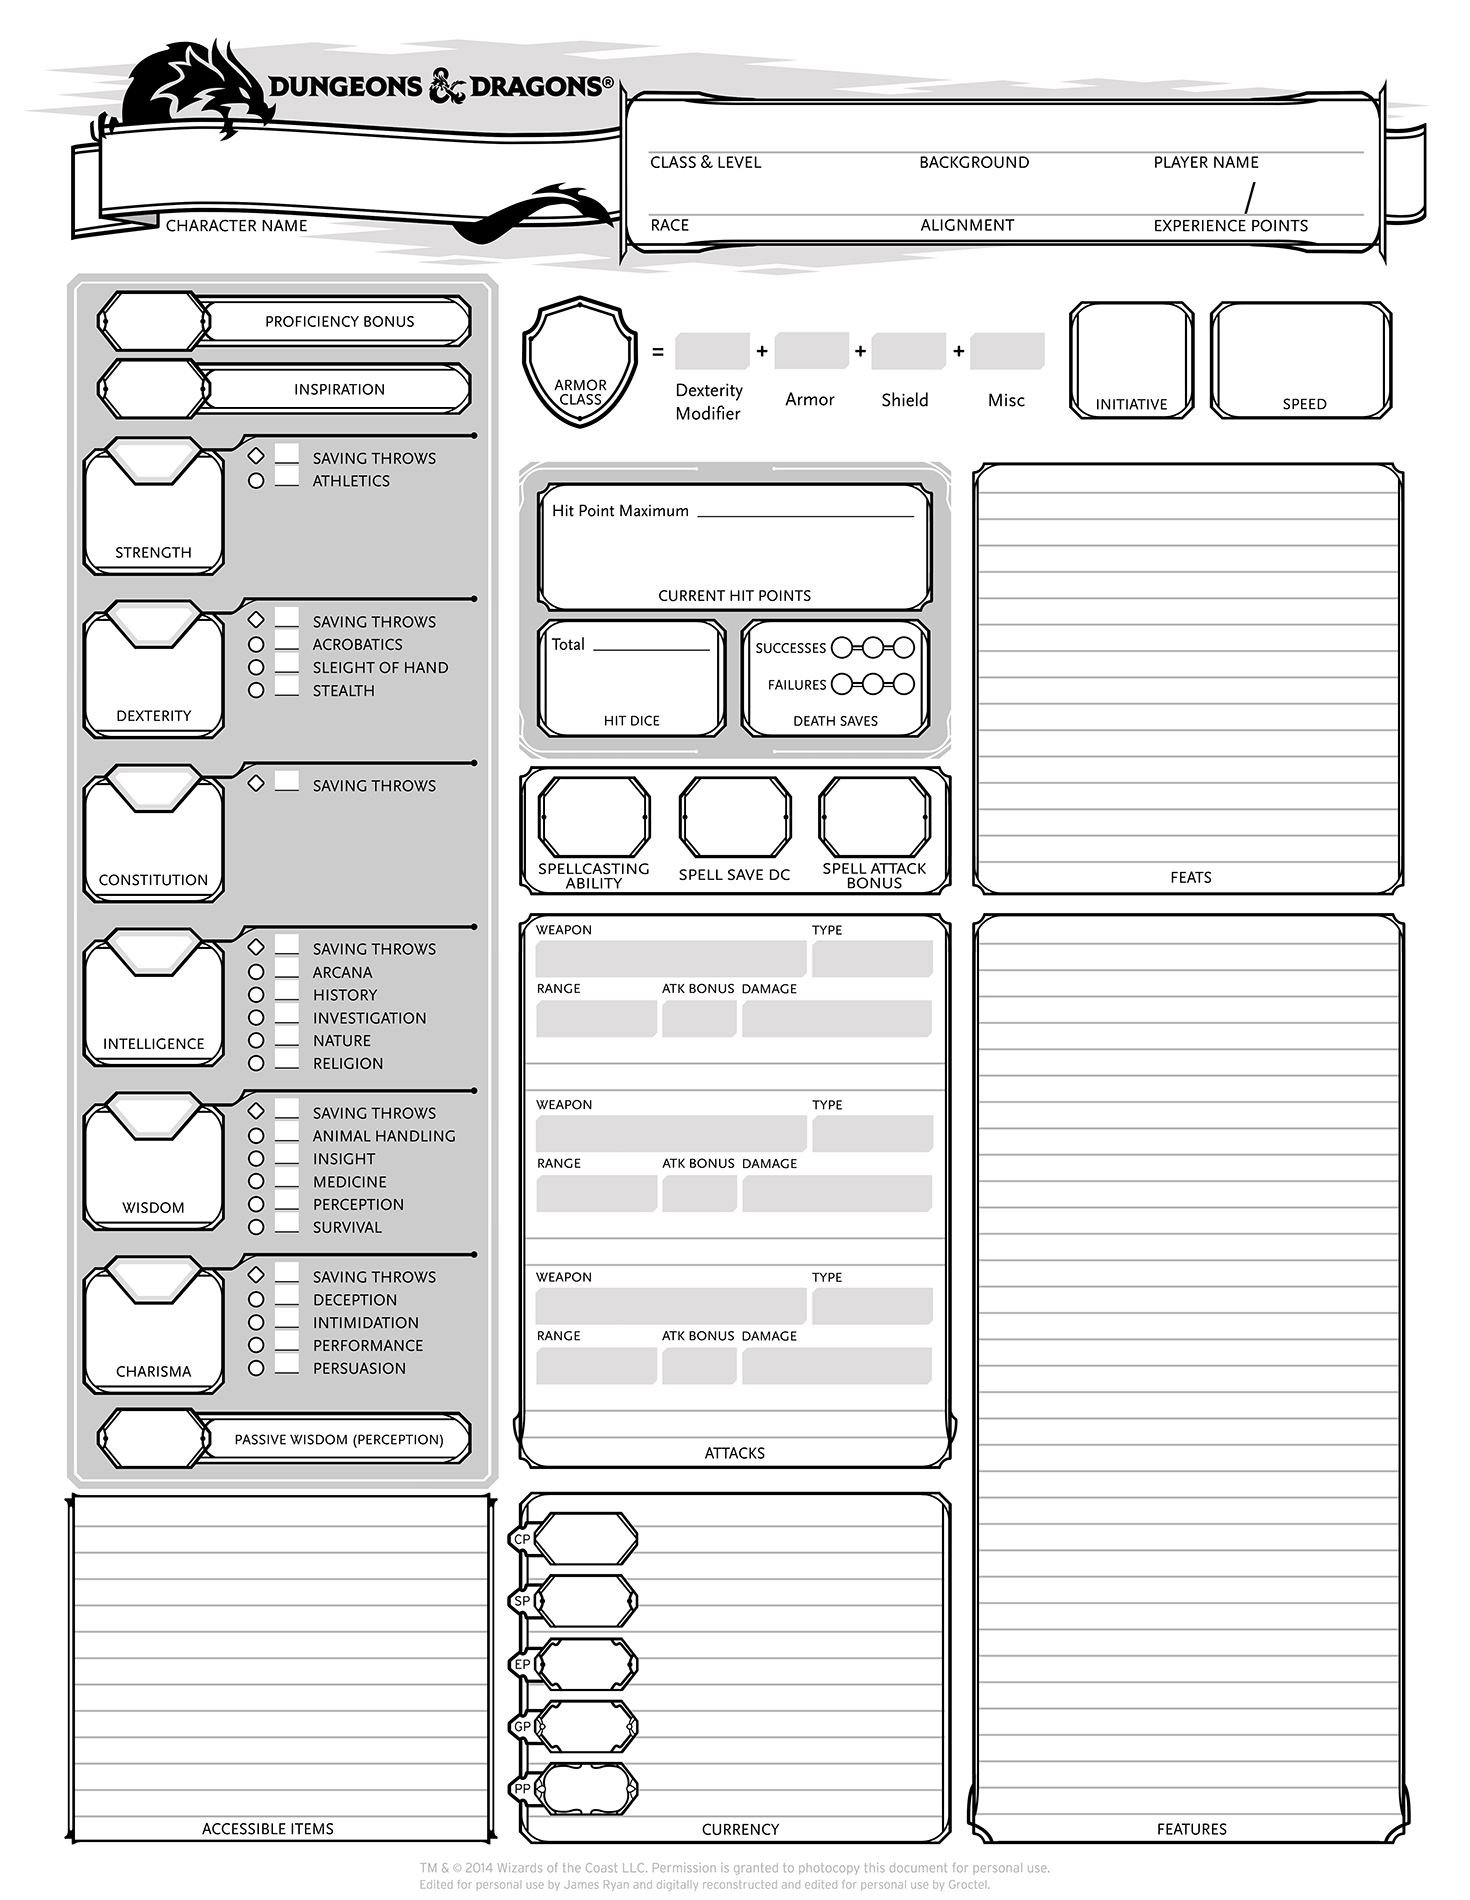 DUNGEONS & DRAGONS®
CLASS & LEVEL BACKGROUND PLAYER NAME
/
CHARACTER NAME
RACE ALIGNMENT EXPERIENCE POINTS
PROFICIENCY BONUS
INSPIRATION
STRENGTH
SAVING THROWS
ATHLETICS
DEXTERITY
SAVING THROWS
ACROBATICS
SLEIGHT OF HAND
STEALTH
CONSTITUTION
SAVING THROWS
INTELLIGENCE
SAVING THROWS
ARCANA
HISTORY
INVESTIGATION
NATURE
RELIGION
WISDOM
SAVING THROWS
ANIMAL HANDLING
INSIGHT
MEDICINE
PERCEPTION
SURVIVAL
CHARISMA
SAVING THROWS
DECEPTION
INTIMIDATION
PERFORMANCE
PERSUASION
PASSIVE WISDOM (PERCEPTION)
ACCESSIBLE ITEMS
ARMOR
CLASS
= + + +
Dexterity
Modifier
Armor
Shield
Misc
INITIATIVE
SPEED
Hit Point Maximum
CURRENT HIT POINTS
Total
HIT DICE
SUCCESSES
FAILURES
DEATH SAVES
SPELLCASTING
ABILITY
SPELL SAVE DC
SPELL ATTACK
BONUS
WEAPON TYPE
RANGE ATK BONUS DAMAGE
WEAPON TYPE
RANGE ATK BONUS DAMAGE
WEAPON TYPE
RANGE ATK BONUS DAMAGE
ATTACKS
CP
SP
EP
GP
PP
CURRENCY
FEATS
FEATURES
TM & © 2014 Wizards of the Coast LLC. Permission is granted to photocopy this document for personal use.
Edited for personal use by James Ryan and digitally reconstructed and edited for personal use by Groctel.